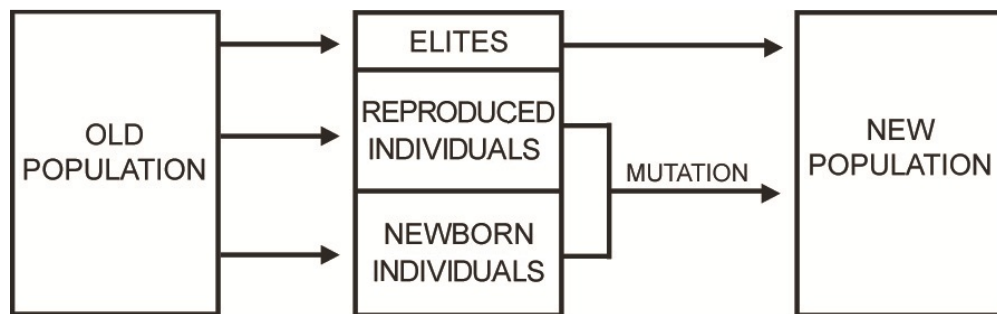 OLD
POPULATION
ELITES
REPRODUCED
INDIVIDUALS
NEWBORN
INDIVIDUALS
MUTATION
NEW
POPULATION